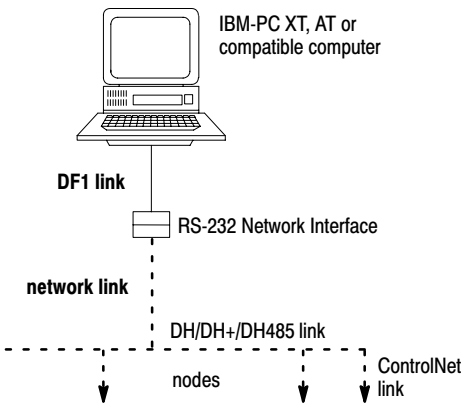 IBM-PC XT, AT or
compatible computer
DF1 link
RS-232 Network Interface
network link
DH/DH+/DH485 link
nodes
ControlNet
link